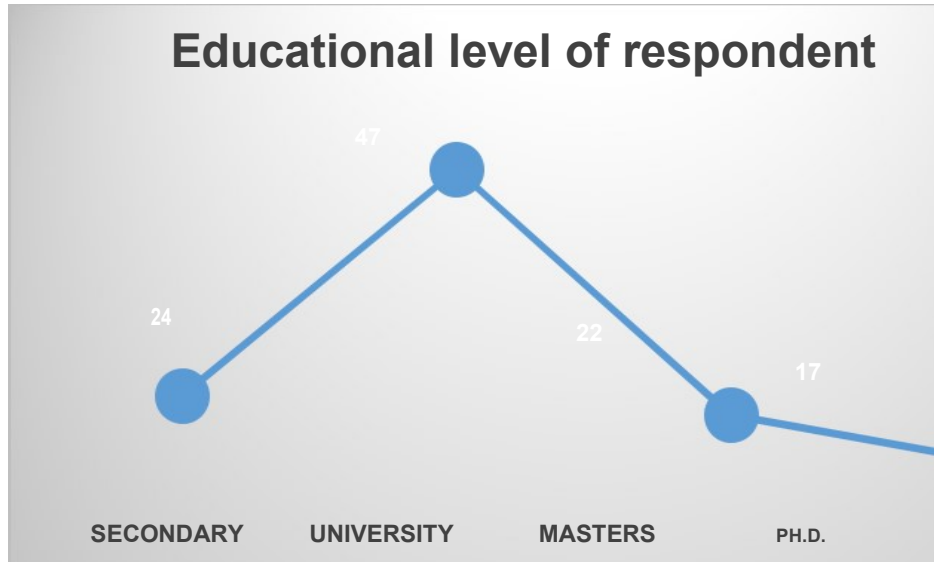 Educational level of respondent
47
24
22
17
SECONDARY UNIVERSITY MASTERS PH.D.